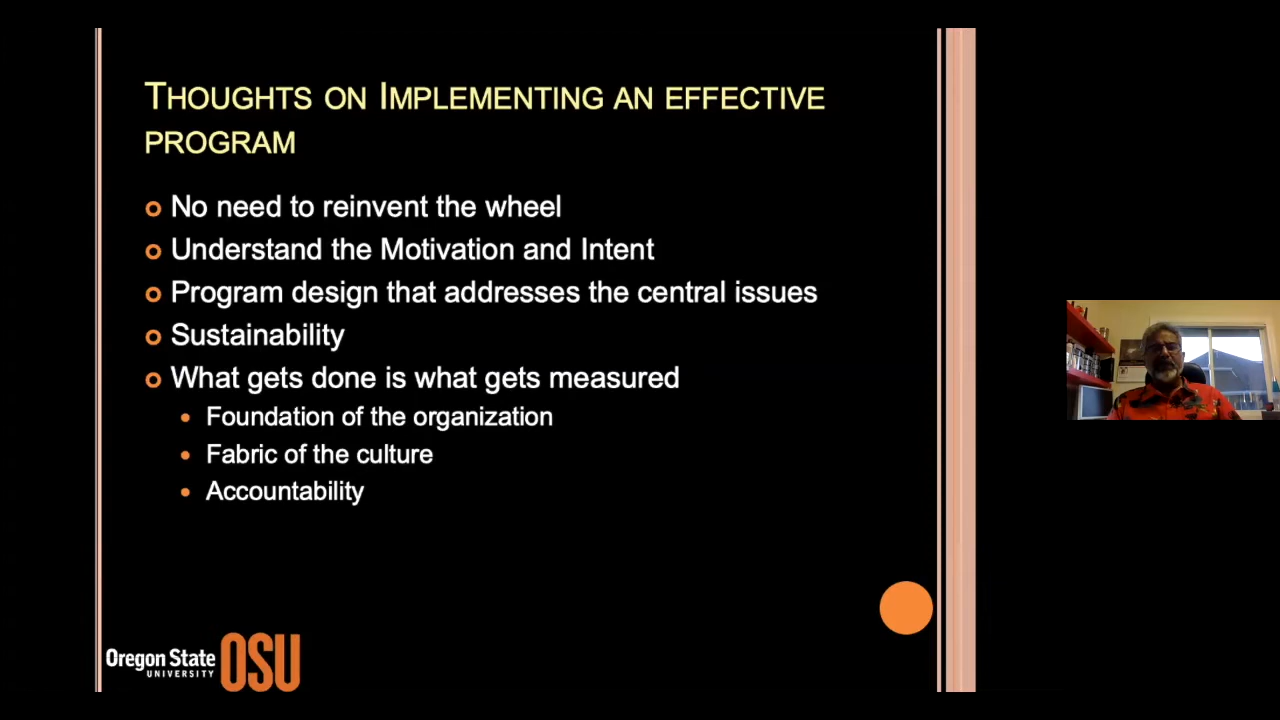 THOUGHTS ON IMPLEMENTING AN EFFECTIVE
PROGRAM
No need to reinvent the wheel
Understand the Motivation and Intent
Program design that addresses the central issues
Sustainability
What gets done is what gets measured
Foundation of the organization
Fabric of the culture
Accountability
Oregon State
UNIVERSITY
OSU